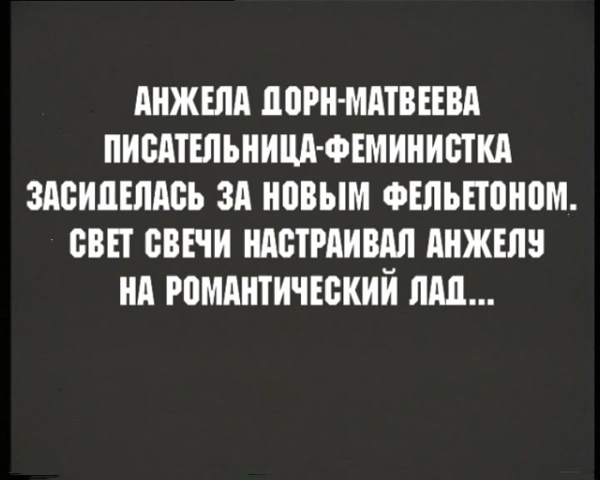 АНЖЕЛА ДОРН-МАТВЕЕВА
ПИСАТЕЛЬНИЦА-ФЕМИНИСТКА
ЗАСИДЕЛАСЬ ЗА НОВЫМ ФЕЛЬЕТОНОМ.
СВЕТ СВЕЧИ НАСТРАИВАЛ АНЖЕЛУ
НА РОМАНТИЧЕСКИЙ ЛАД...